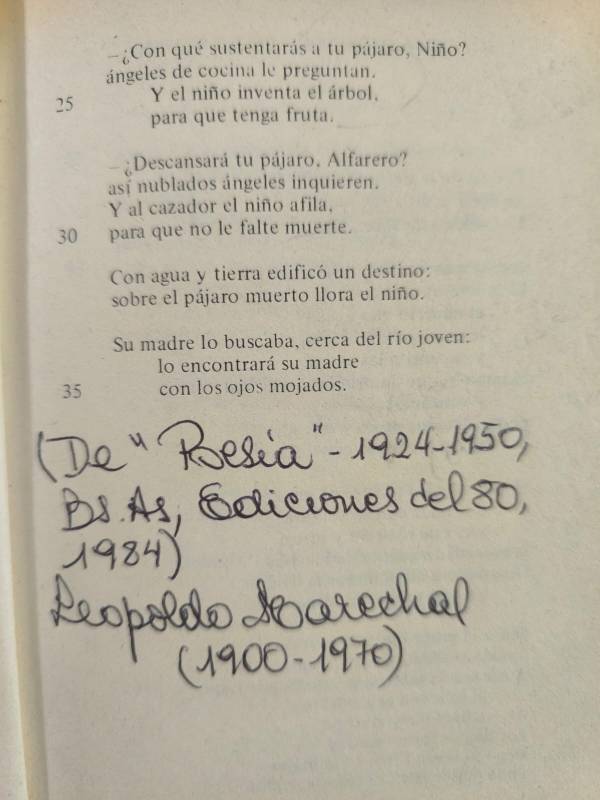 –¿Con qué sustentarás a tu pájaro, Niño?
ángeles de cocina le preguntan.
25 Y el niño inventa el árbol,
para que tenga fruta.
–¿Descansará tu pájaro, Alfarero?
así nublados ángeles inquieren.
Y al cazador el niño afila,
30 para que no le falte muerte.
Con agua y tierra edificó un destino:
sobre el pájaro muerto llora el niño.
Su madre lo buscaba, cerca del río joven:
lo encontrará su madre
35 con los ojos mojados.
(De "Poesía" - 1924-1950,
Bs. As, Ediciones del 80,
1984)
Leopoldo Marechal
(1900-1970)